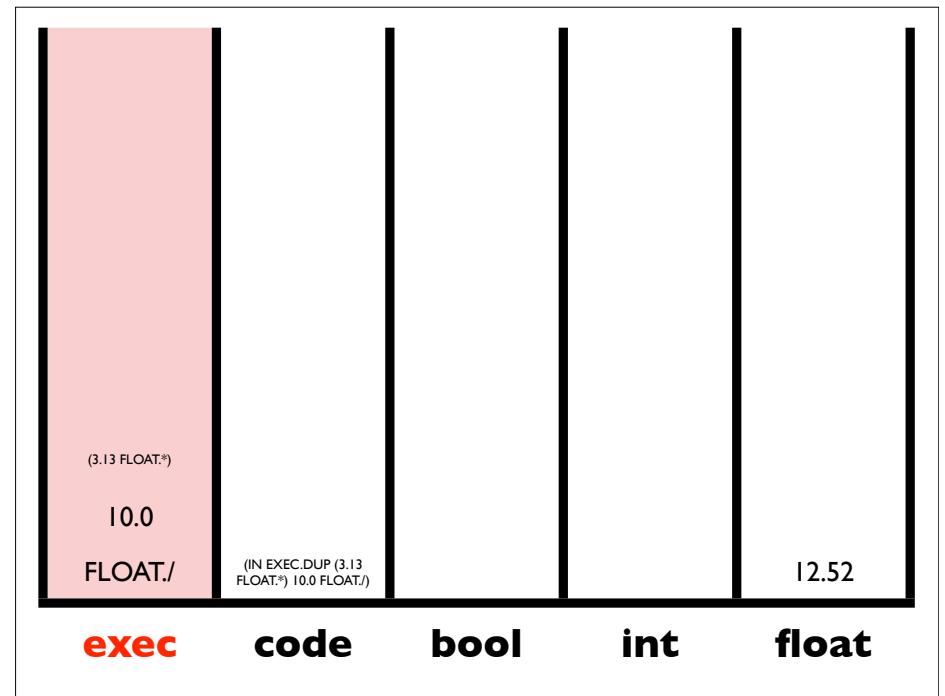 (3.13 FLOAT.*)
10.0
FLOAT./
(IN EXEC.DUP (3.13
FLOAT.*) 10.0 FLOAT./)
12.52
exec
code
bool
int
float